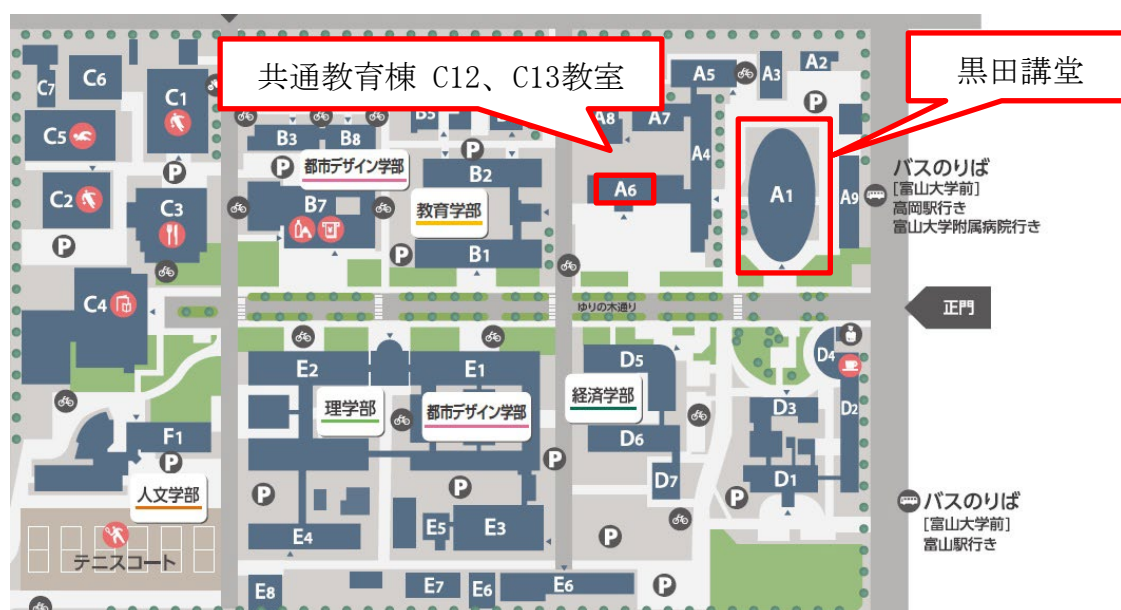 共通教育棟 C12、C13教室
黒田講堂
C7
C6
C1
C5
C2
C3
C4
B3
B8
B5
都市デザイン学部
B7
B2
教育学部
B1
A8
A7
A5
A3
A2
A4
A6
A1
A9
バスのりば
[富山大学前]
高岡駅行き
富山大学附属病院行き
ゆりの木通り
正門
E2
E1
理学部
都市デザイン学部
D5
経済学部
D6
D7
D4
D3
D2
D1
F1
P
人文学部
テニスコート
E4
E5
E3
E8
E7
E6
E6
バスのりば
[富山大学前]
富山駅行き
P
P
P
P
P
P
P
P
P
P
P
P